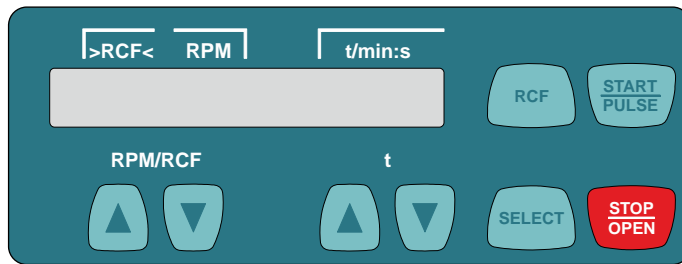 >RCF< RPM t/min:s
RCF
START
PULSE
RPM/RCF t
SELECT
STOP
OPEN